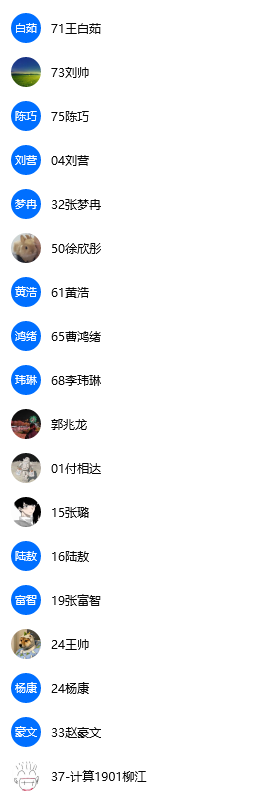 白茹 71王白茹
73刘帅
陈巧 75陈巧
刘营 04刘营
梦冉 32张梦冉
50徐欣彤
黄浩 61黄浩
鸿绪 65曹鸿绪
玮琳 68李玮琳
郭兆龙
01付相达
15张璐
陆敖 16陆敖
富智 19张富智
24王帅
杨康 24杨康
豪文 33赵豪文
37-计算1901柳江